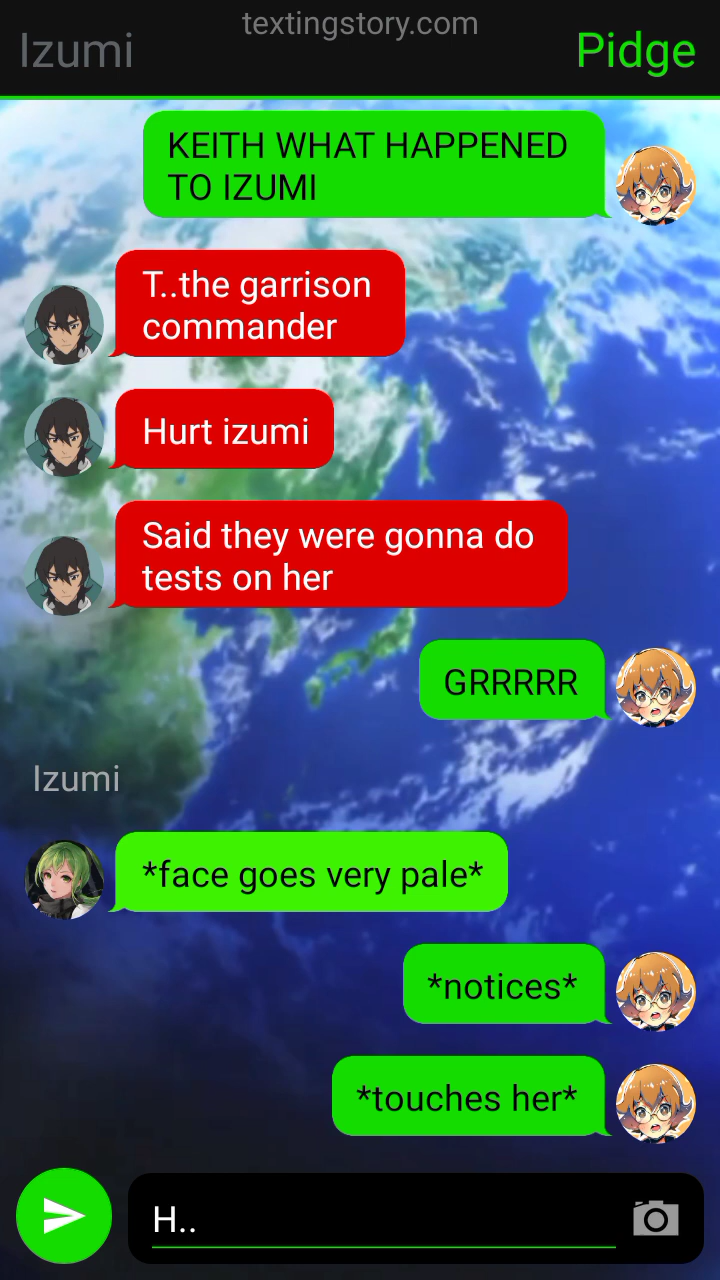 textingstory.com
Izumi
Pidge
KEITH WHAT HAPPENED
TO IZUMI
T..the garrison
commander
Hurt izumi
Said they were gonna do
tests on her
GRRRRR
Izumi
*face goes very pale*
*notices*
*touches her*
H..